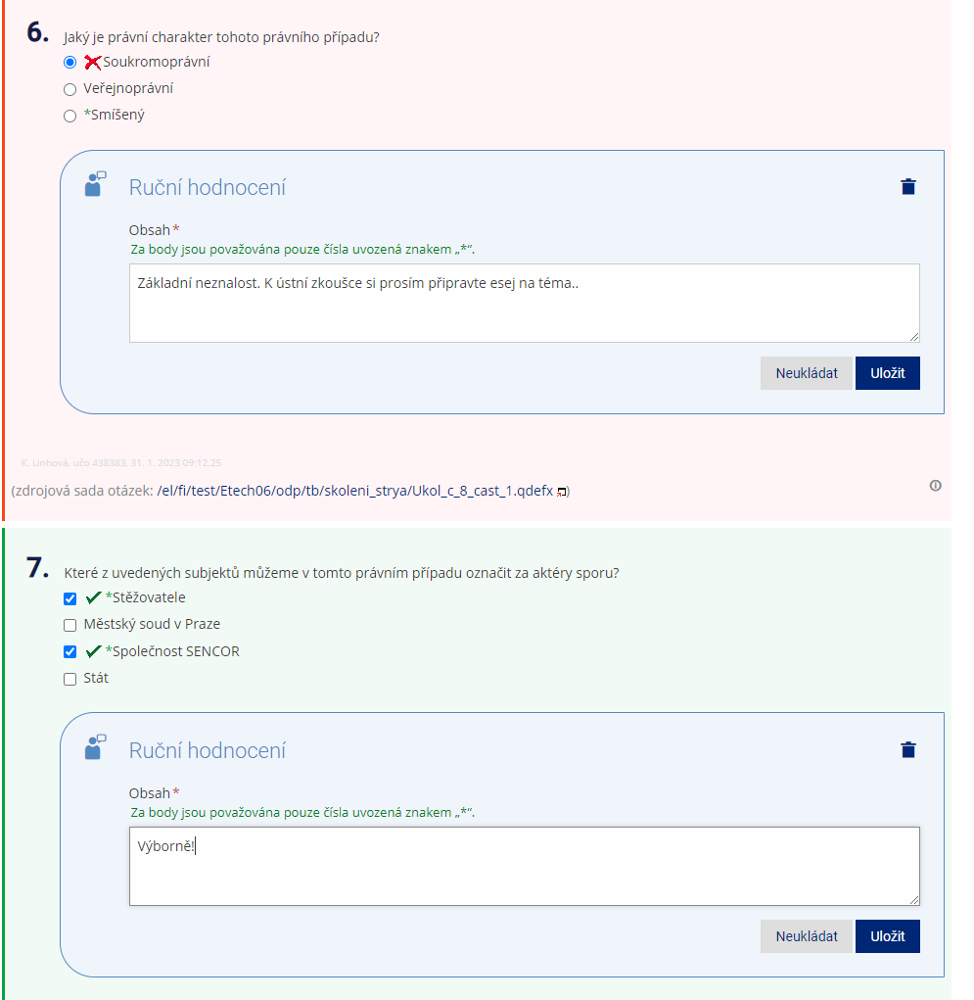 6. Jaký je právní charakter tohoto právního případu?
Soukromoprávní
Veřejnoprávní
*Smíšený
Ruční hodnocení
Obsah *
Za body jsou považována pouze čísla uvozená znakem „*“.
Základní neznalost. K ústní zkoušce si prosím připravte esej na téma..
Neukládat Uložit
K. Linhová, učo 438383, 31. 1. 2023 09:12.25
(zdrojová sada otázek: /el/fi/test/Etech06/odp/tb/skoleni_strya/Ukol_c_8_cast_1.qdefx)
7. Které z uvedených subjektů můžeme v tomto právním případu označit za aktéry sporu?
*Stěžovatele
Městský soud v Praze
*Společnost SENCOR
Stát
Ruční hodnocení
Obsah *
Za body jsou považována pouze čísla uvozená znakem „*“.
Výborně!
Neukládat Uložit